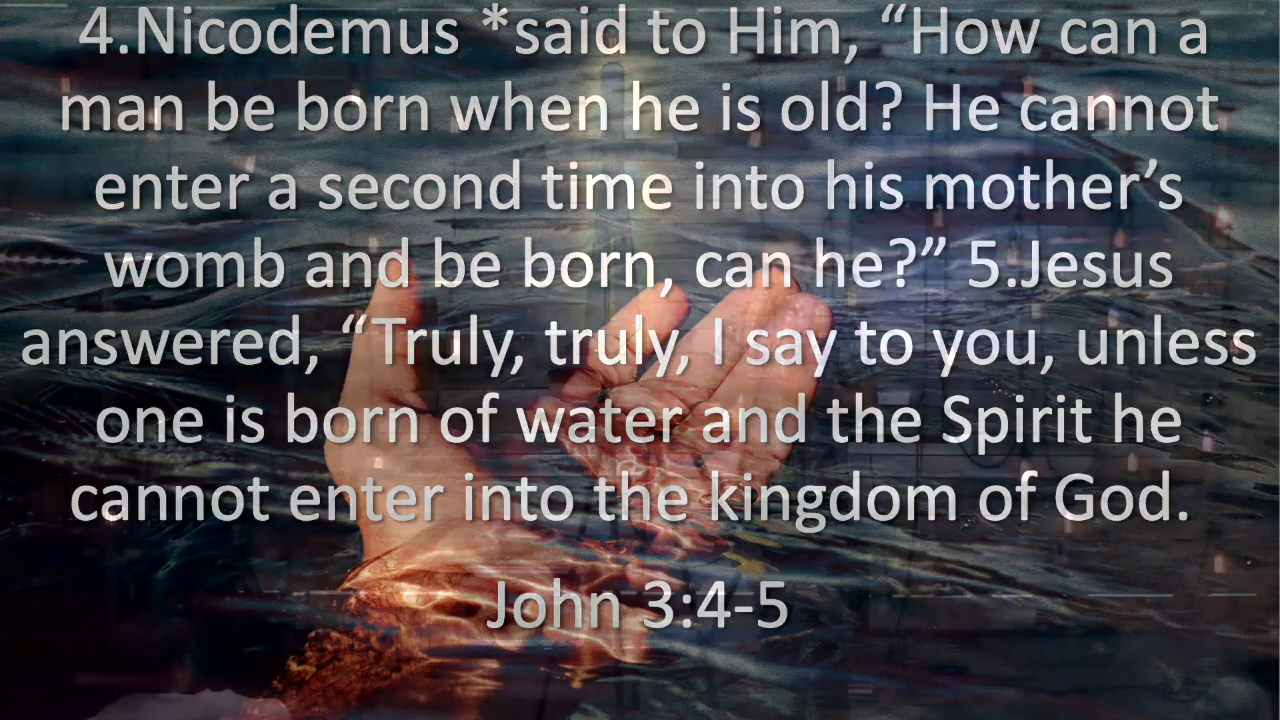 4.Nicodemus *said to Him, “How can a
man be born when he is old? He cannot
enter a second time into his mother’s
womb and be born, can he?” 5.Jesus
answered, “Truly, truly, I say to you, unless
one is born of water and the Spirit he
cannot enter into the kingdom of God.
John 3:4-5